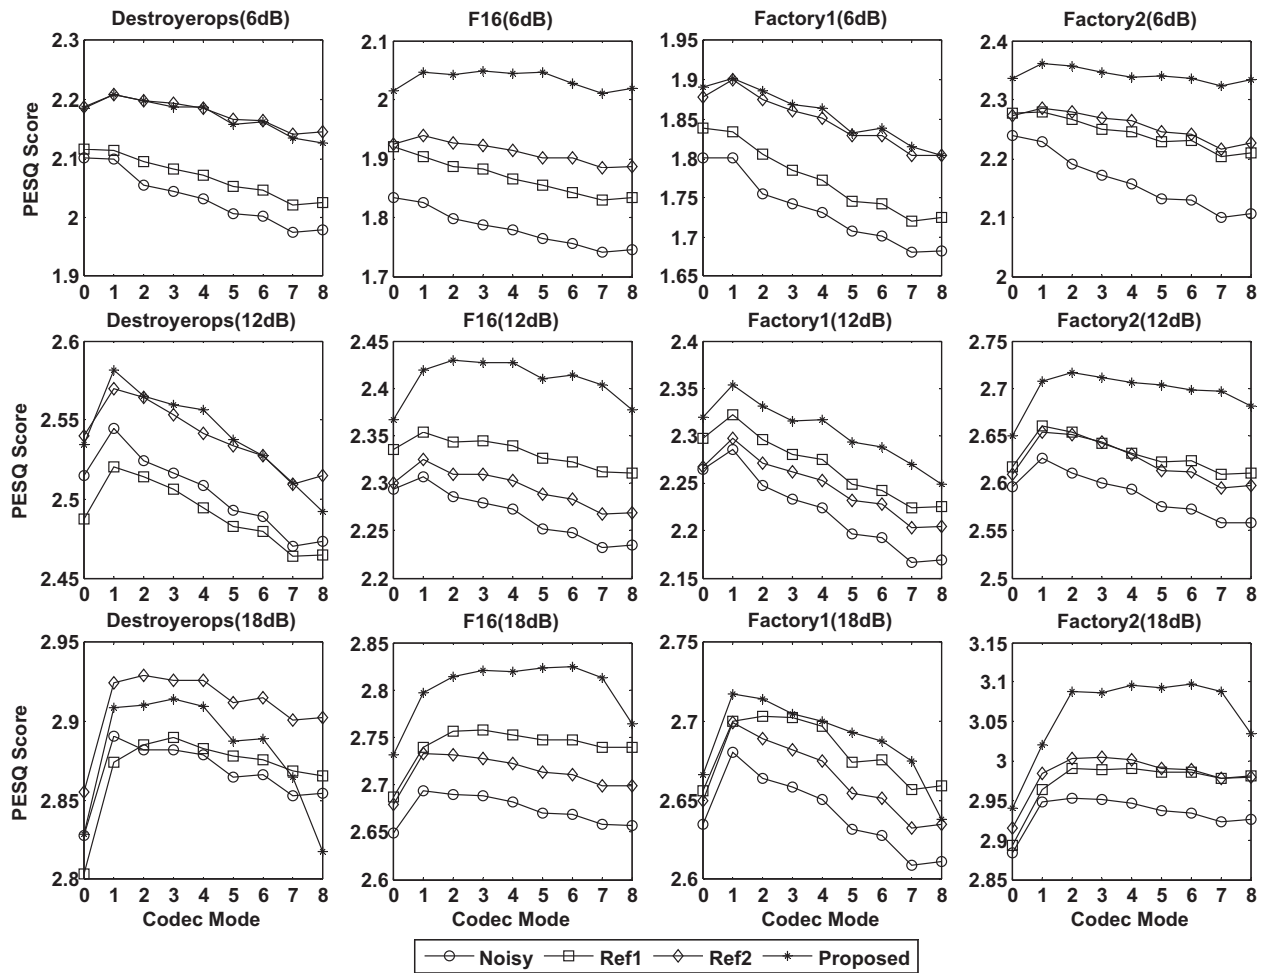 Destroyerops(6dB)
F16(6dB)
Factory1(6dB)
Factory2(6dB)
PESQ Score
2.3
2.2
2.1
2
1.9
0 1 2 3 4 5 6 7 8
2.1
2
1.9
1.8
1.7
0 1 2 3 4 5 6 7 8
1.95
1.9
1.85
1.8
1.75
1.7
1.65
0 1 2 3 4 5 6 7 8
2.4
2.3
2.2
2.1
2
0 1 2 3 4 5 6 7 8
Destroyerops(12dB)
F16(12dB)
Factory1(12dB)
Factory2(12dB)
PESQ Score
2.6
2.55
2.5
2.45
0 1 2 3 4 5 6 7 8
2.45
2.4
2.35
2.3
2.25
2.2
0 1 2 3 4 5 6 7 8
2.4
2.35
2.3
2.25
2.2
2.15
0 1 2 3 4 5 6 7 8
2.75
2.7
2.65
2.6
2.55
2.5
0 1 2 3 4 5 6 7 8
Destroyerops(18dB)
F16(18dB)
Factory1(18dB)
Factory2(18dB)
PESQ Score
2.95
2.9
2.85
2.8
0 1 2 3 4 5 6 7 8
Codec Mode
2.85
2.8
2.75
2.7
2.65
2.6
0 1 2 3 4 5 6 7 8
Codec Mode
2.75
2.7
2.65
2.6
0 1 2 3 4 5 6 7 8
Codec Mode
3.15
3.1
3.05
3
2.95
2.9
2.85
0 1 2 3 4 5 6 7 8
Codec Mode
Noisy Ref1 Ref2 Proposed